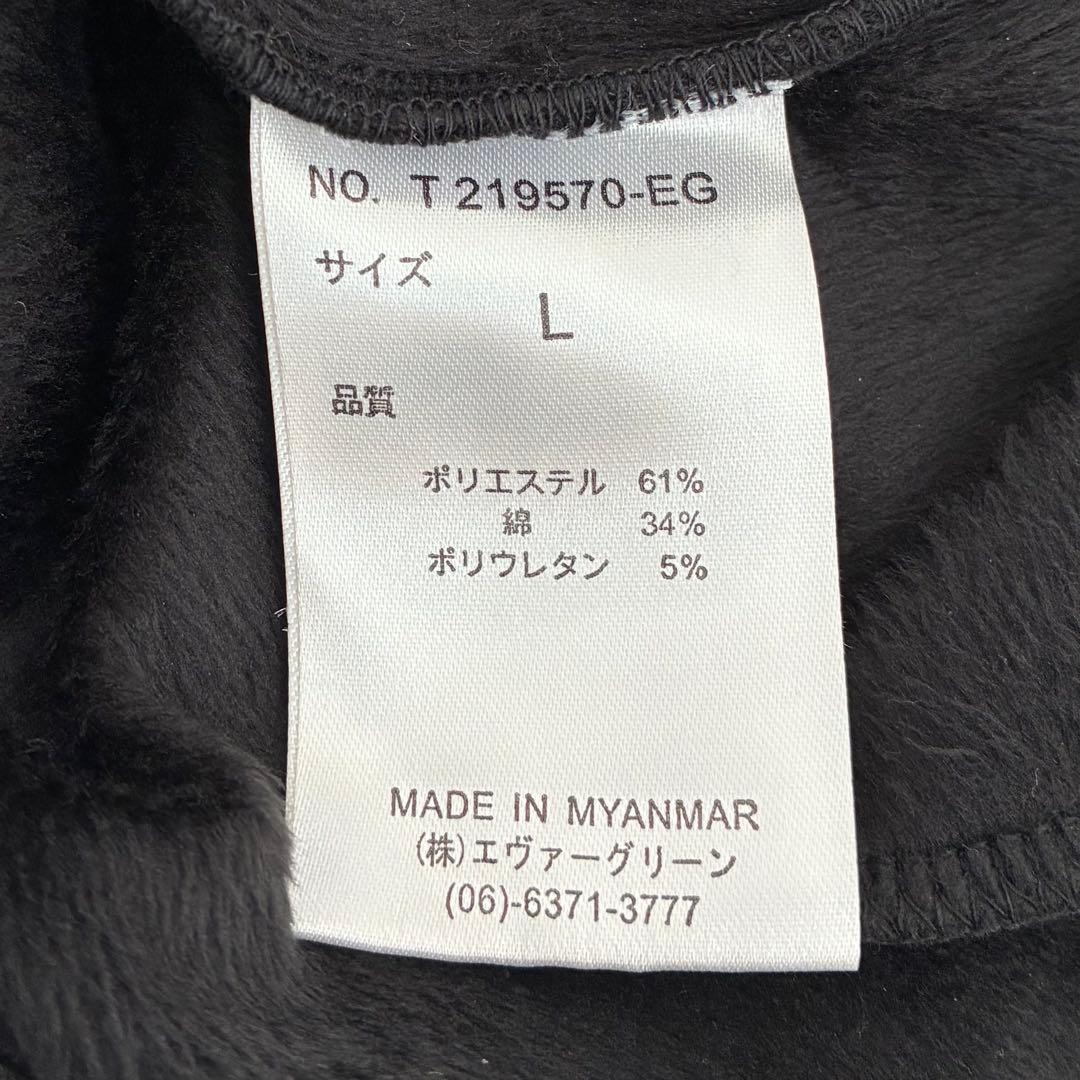 NO. T 219570-EG
サイズ
L
品質
ポリエステル 61%
綿 34%
ポリウレタン 5%
MADE IN MYANMAR
(株)エヴァーグリーン
(06)-6371-3777